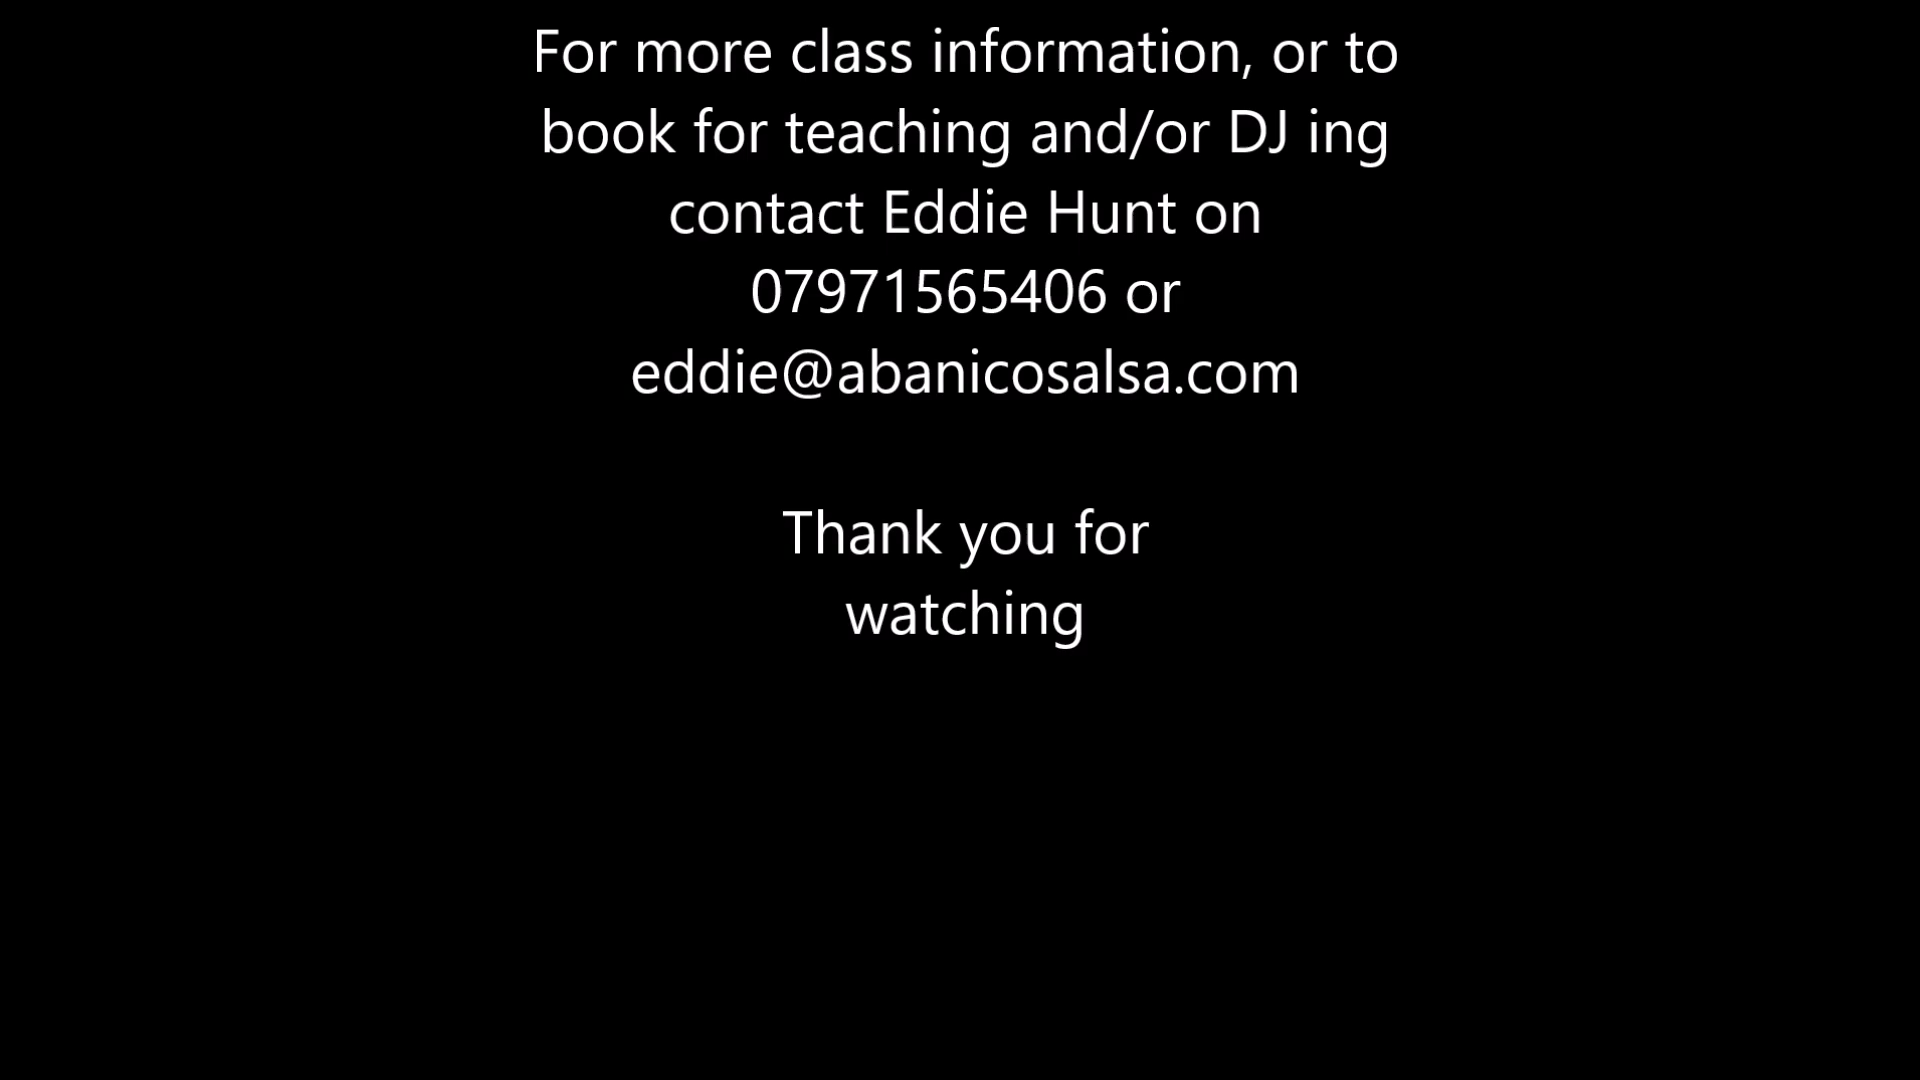 For more class information, or to
book for teaching and/or DJ ing
contact Eddie Hunt on
07971565406 or
eddie@abanicosalsa.com
Thank you for
watching